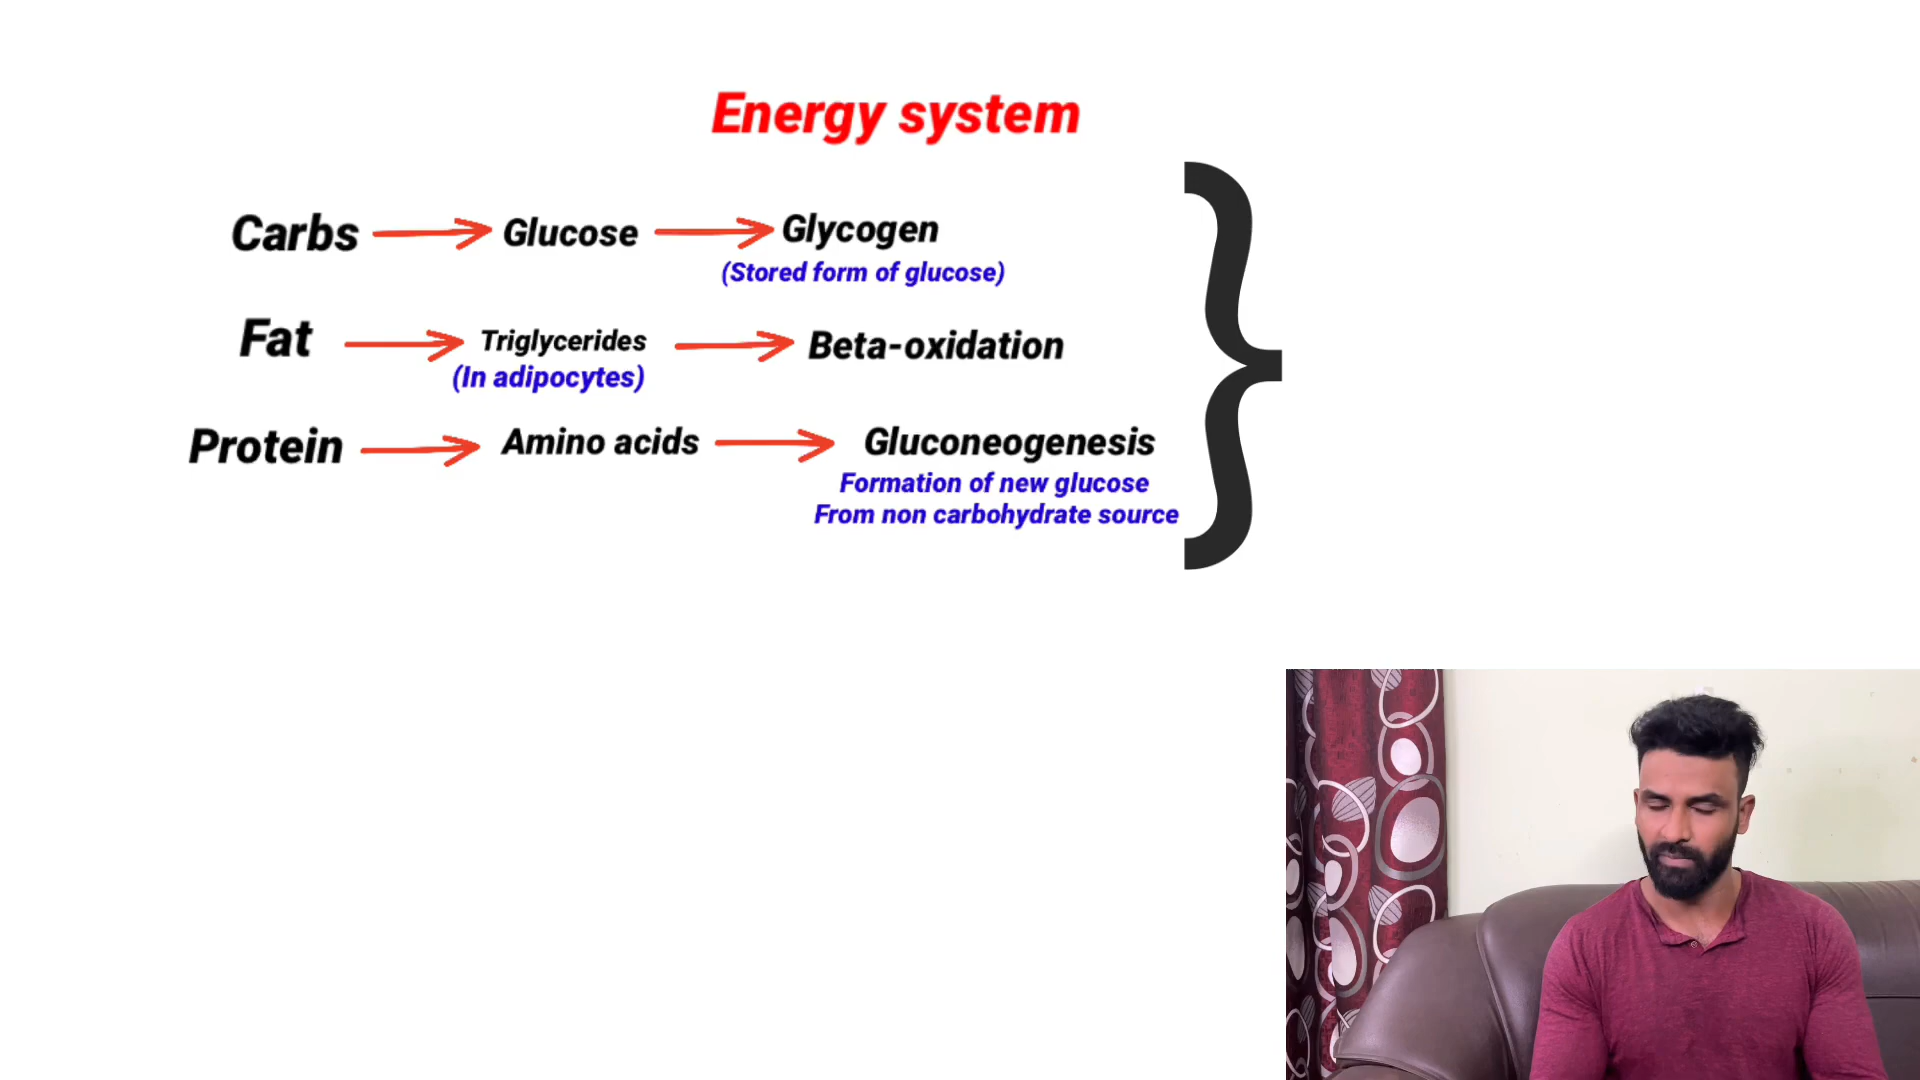 Energy system
Carbs → Glucose → Glycogen
(Stored form of glucose)
Fat → Triglycerides → Beta-oxidation
(In adipocytes)
Protein → Amino acids → Gluconeogenesis
Formation of new glucose
From non carbohydrate source